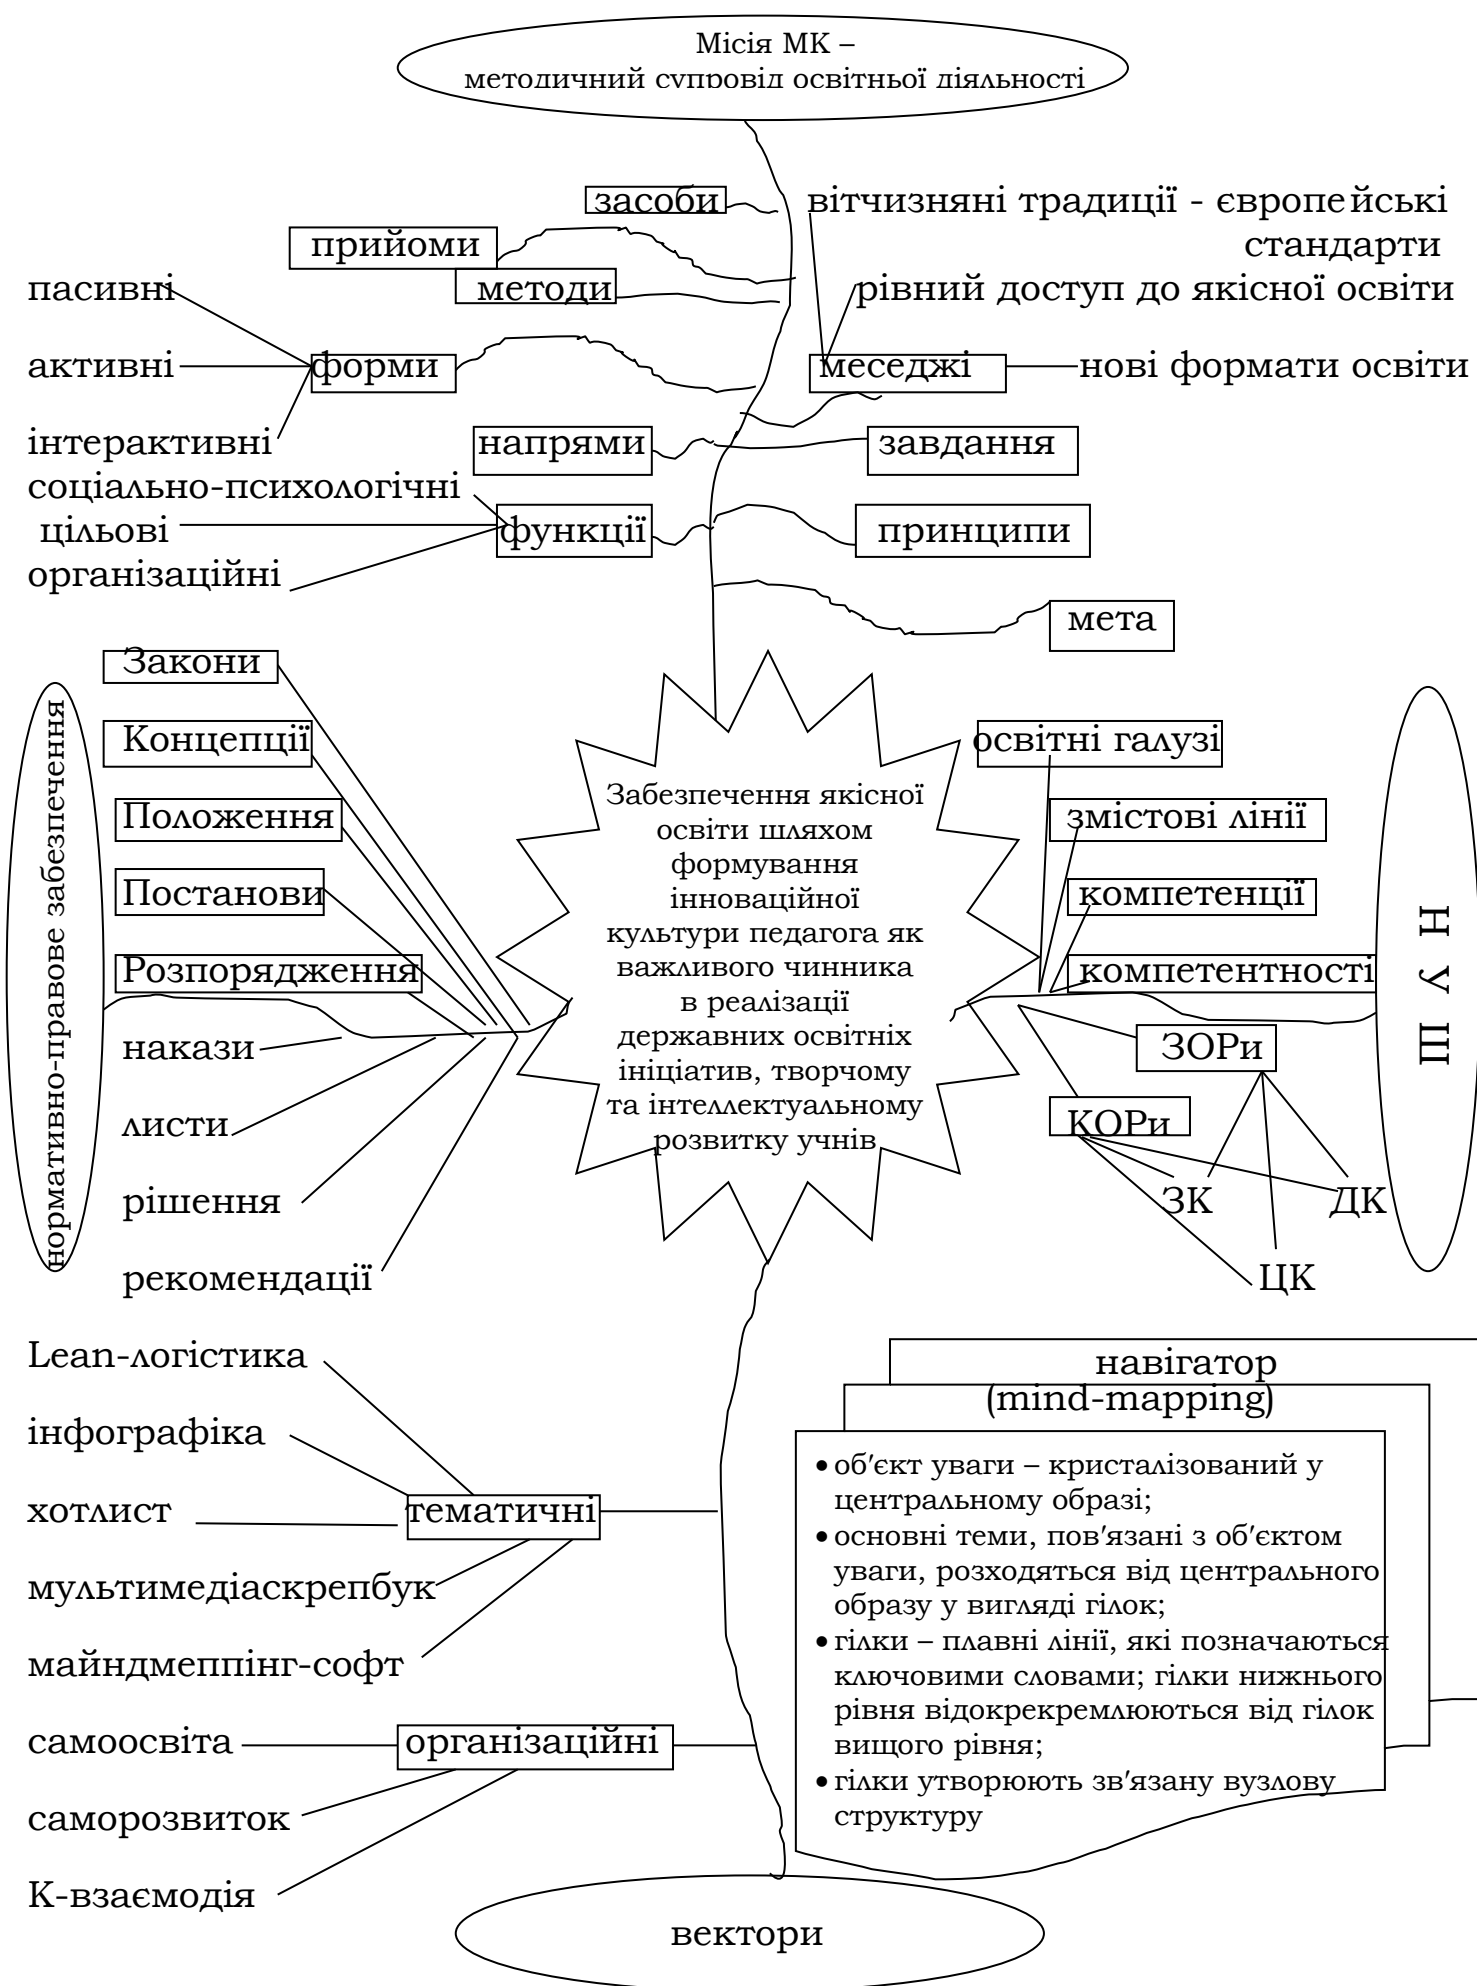 Місія МК –
методичний супровід освітньої діяльності
засоби
вітчизняні традиції - європейські
стандарти
прийоми
методи
пасивні
рівний доступ до якісної освіти
активні
форми
меседжі
нові формати освіти
інтерактивні
напрями
завдання
соціально-психологічні
цільові
функції
принципи
організаційні
мета
нормативно-правове забезпечення
Закони
Концепції
Положення
Постанови
Розпорядження
накази
листи
рішення
рекомендації
Забезпечення якісної
освіти шляхом
формування
інноваційної
культури педагога як
важливого чинника
в реалізації
державних освітніх
ініціатив, творчому
та інтеллектуальному
розвитку учнів
освітні галузі
змістові лінії
компетенції
компетентності
ЗОРи
КОРи
ЗК
ДК
ЦК
Н У Ш
Lean-логістика
інфографіка
хотлист
тематичні
мультимедіаскрепбук
майндмеппінг-софт
самоосвіта
організаційні
саморозвиток
К-взаємодія
навігатор
(mind-mapping)
• об'єкт уваги – кристалізований у
центральному образі;
• основні теми, пов'язані з об'єктом
уваги, розходяться від центрального
образу у вигляді гілок;
• гілки – плавні лінії, які позначаються
ключовими словами; гілки нижнього
рівня відокрекремлюються від гілок
вищого рівня;
• гілки утворюють зв'язану вузлову
структуру
вектори